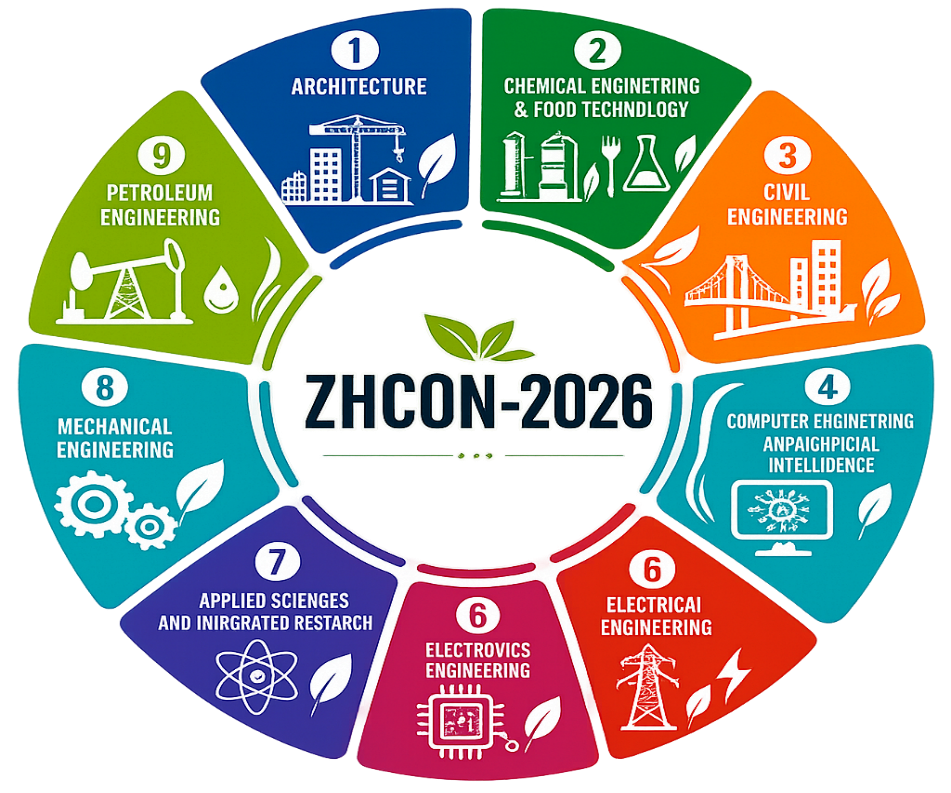 1
ARCHITECTURE
2
CHEMICAL ENGINETRING
& FOOD TECHNDLOGY
3
CIVIL
ENGINEERING
4
COMPUTER EHGINETRING
ANPAIGHPICIAL
INTELLIDENCE
6
ELECTRICAI
ENGINEERING
6
ELECTROVICS
ENGINEERING
7
APPLIED SCIENGES
AND INIRGRATED RESTARCH
8
MECHANICAL
ENGINEERING
9
PETROLEUM
ENGINEERING
ZHCON-2026